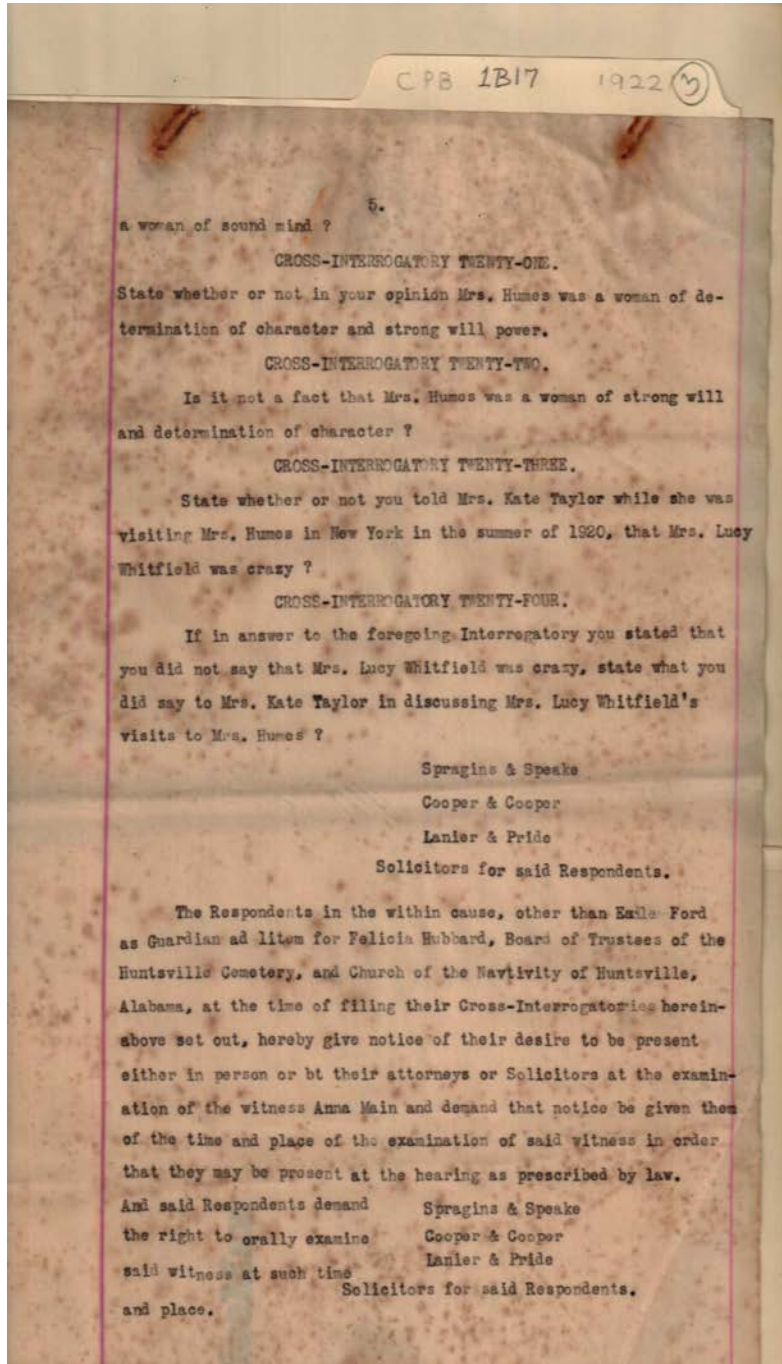 CPB 1B17 1922 3
5.
a woman of sound mind ?
CROSS-INTERROGATORY TWENTY-ONE.
State whether or not in your opinion Mrs. Humes was a woman of de-
termination of character and strong will power.
CROSS-INTERROGATORY TWENTY-TWO.
Is it not a fact that Mrs. Humes was a woman of strong will
and determination of character ?
CROSS-INTERROGATORY TWENTY-THREE.
State whether or not you told Mrs. Kate Taylor while she was
visiting Mrs. Humes in New York in the summer of 1920, that Mrs. Lucy
Whitfield was crazy ?
CROSS-INTERROGATORY TWENTY-FOUR.
If in answer to the foregoing Interrogatory you stated that
you did not say that Mrs. Lucy Whitfield was crazy, state what you
did say to Mrs. Kate Taylor in discussing Mrs. Lucy Whitfield's
visits to Mrs. Humes ?
Spragins & Speake
Cooper & Cooper
Lanier & Pride
Solicitors for said Respondents.
The Respondents in the within cause, other than Ford
as Guardian ad litem for Felicia Hubbard, Board of Trustees of the
Huntsville Cemetery, and Church of the Navtivity of Huntsville,
Alabama, at the time of filing their Cross-Interrogatories herein-
above set out, hereby give notice of their desire to be present
either in person or bt their attorneys or Solicitors at the examin-
ation of the witness Anna Main and demand that notice be given them
of the time and place of the examination of said witness in order
that they may be present at the hearing as prescribed by law.
And said Respondents demand Spragins & Speake
the right to orally examine Cooper & Cooper
Lanier & Pride
said witness at such time
Solicitors for said Respondents.
and place.